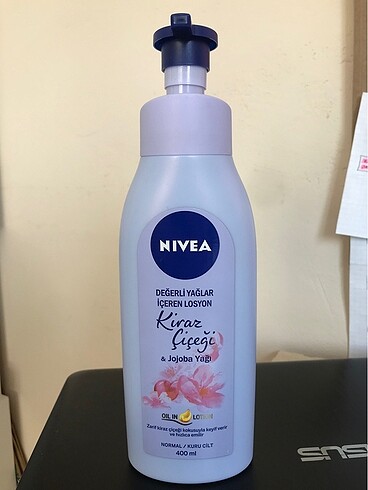 NIVEA
DEĞERLİ YAĞLAR
İÇEREN LOSYON
Kiraz
Çiçeği
& Jojoba Yağı
OIL IN LOTION
Zarif kiraz çiçeği kokusuyla keyif verir
ve hızlıca emilir
NORMAL / KURU CİLT
400 ml
SUS